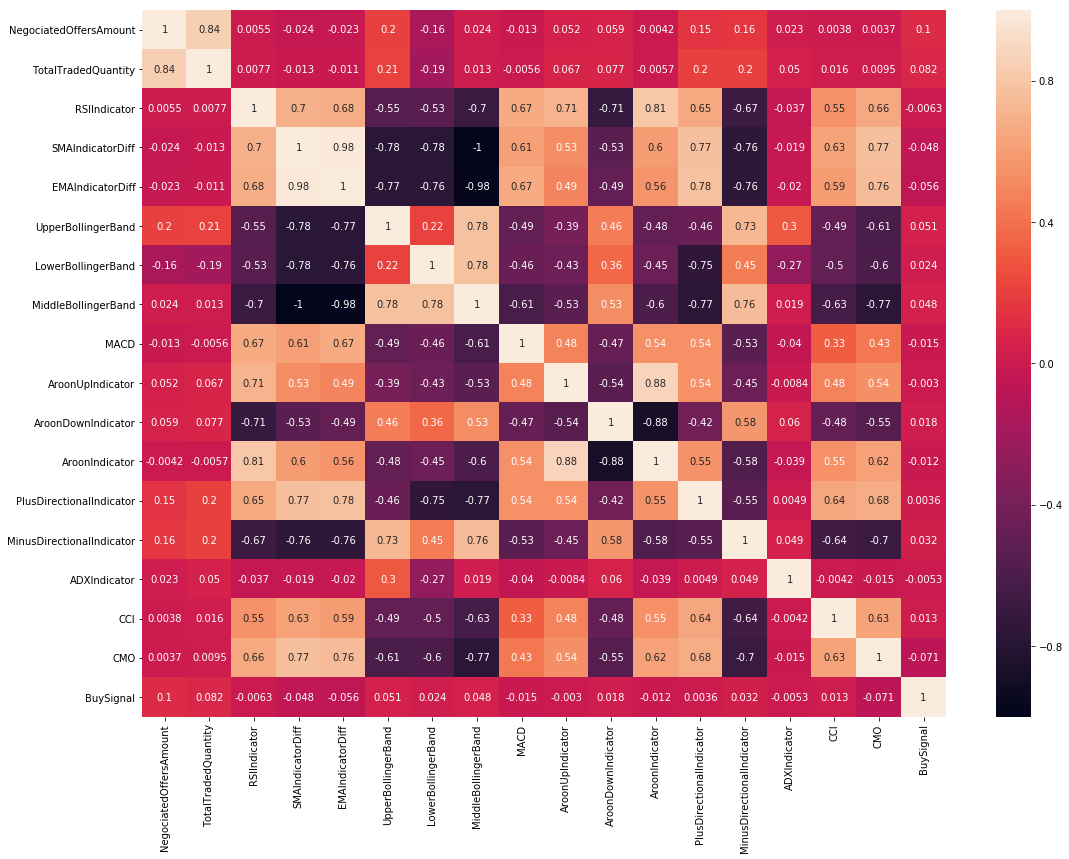 NegociatedOffersAmount 1 0.84 0.0055 -0.024 -0.023 0.2 -0.16 0.024 -0.013 0.052 0.059 -0.0042 0.15 0.16 0.023 0.0038 0.0037 0.1
TotalTradedQuantity 0.84 1 0.0077 -0.013 -0.011 0.21 -0.19 0.013 -0.0056 0.067 0.077 -0.0057 0.2 0.2 0.05 0.016 0.0095 0.082
0.8
RSIIndicator 0.0055 0.0077 1 0.7 0.68 -0.55 -0.53 -0.7 0.67 0.71 -0.71 0.81 0.65 -0.67 -0.037 0.55 0.66 -0.0063
SMAIndicatorDiff -0.024 -0.013 0.7 1 0.98 -0.78 -0.78 -1 0.61 0.53 -0.53 0.6 0.77 -0.76 -0.019 0.63 0.77 -0.048
EMAIndicatorDiff -0.023 -0.011 0.68 0.98 1 -0.77 -0.76 -0.98 0.67 0.49 -0.49 0.56 0.78 -0.76 -0.02 0.59 0.76 -0.056
0.4
UpperBollingerBand 0.2 0.21 -0.55 -0.78 -0.77 1 0.22 0.78 -0.49 -0.39 0.46 -0.48 -0.46 0.73 0.3 -0.49 -0.61 0.051
LowerBollingerBand -0.16 -0.19 -0.53 -0.78 -0.76 0.22 1 0.78 -0.46 -0.43 0.36 -0.45 -0.75 0.45 -0.27 -0.5 -0.6 0.024
MiddleBollingerBand 0.024 0.013 -0.7 -1 -0.98 0.78 0.78 1 -0.61 -0.53 0.53 -0.6 -0.77 0.76 0.019 -0.63 -0.77 0.048
MACD -0.013 -0.0056 0.67 0.61 0.67 -0.49 -0.46 -0.61 1 0.48 -0.47 0.54 0.54 -0.53 -0.04 0.33 0.43 -0.015
0.0
AroonUpIndicator 0.052 0.067 0.71 0.53 0.49 -0.39 -0.43 -0.53 0.48 1 -0.54 0.88 0.54 -0.45 -0.0084 0.48 0.54 -0.003
AroonDownIndicator 0.059 0.077 -0.71 -0.53 -0.49 0.46 0.36 0.53 -0.47 -0.54 1 -0.88 -0.42 0.58 0.06 -0.48 -0.55 0.018
AroonIndicator -0.0042 -0.0057 0.81 0.6 0.56 -0.48 -0.45 -0.6 0.54 0.88 -0.88 1 0.55 -0.58 -0.039 0.55 0.62 -0.012
PlusDirectionalIndicator 0.15 0.2 0.65 0.77 0.78 -0.46 -0.75 -0.77 0.54 0.54 -0.42 0.55 1 -0.55 0.0049 0.64 0.68 0.0036
−0.4
MinusDirectionalIndicator 0.16 0.2 -0.67 -0.76 -0.76 0.73 0.45 0.76 -0.53 -0.45 0.58 -0.58 -0.55 1 0.049 -0.64 -0.7 0.032
ADXIndicator 0.023 0.05 -0.037 -0.019 -0.02 0.3 -0.27 0.019 -0.04 -0.0084 0.06 -0.039 0.0049 0.049 1 -0.0042 -0.015 -0.0053
CCI 0.0038 0.016 0.55 0.63 0.59 -0.49 -0.5 -0.63 0.33 0.48 -0.48 0.55 0.64 -0.64 -0.0042 1 0.63 0.013
CMO 0.0037 0.0095 0.66 0.77 0.76 -0.61 -0.6 -0.77 0.43 0.54 -0.55 0.62 0.68 -0.7 -0.015 0.63 1 -0.071
−0.8
BuySignal 0.1 0.082 -0.0063 -0.048 -0.056 0.051 0.024 0.048 -0.015 -0.003 0.018 -0.012 0.0036 0.032 -0.0053 0.013 -0.071 1
NegociatedOffersAmount
TotalTradedQuantity
RSIIndicator
SMAIndicatorDiff
EMAIndicatorDiff
UpperBollingerBand
LowerBollingerBand
MiddleBollingerBand
MACD
AroonUpIndicator
AroonDownIndicator
AroonIndicator
PlusDirectionalIndicator
MinusDirectionalIndicator
ADXIndicator
CCI
CMO
BuySignal